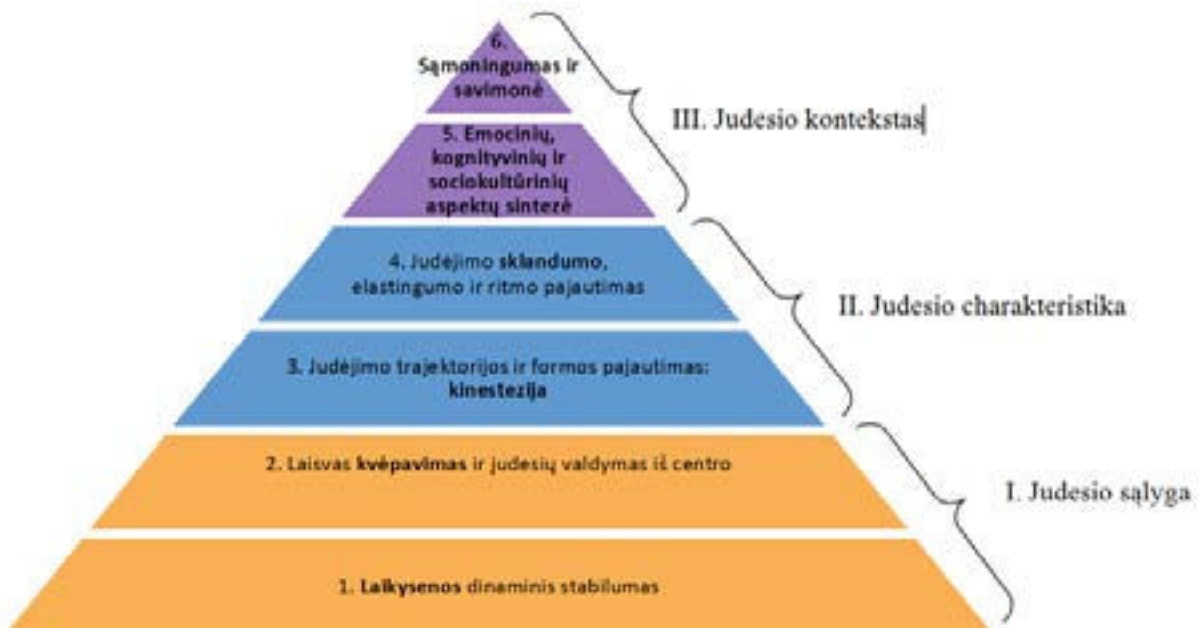 6.
Sąmoningumas ir
savimonė
III. Judesio kontekstas
5. Emocinių,
kognityvinių ir
sociokultūrinių
aspektų sintezė
4. Judėjimo sklandumo,
elastingumo ir ritmo pajautimas
II. Judesio charakteristika
3. Judėjimo trajektorijos ir formos pajautimas:
kinestezija
2. Laisvas kvėpavimas ir judesių valdymas iš centro
I. Judesio sąlyga
1. Laikysenos dinaminis stabilumas